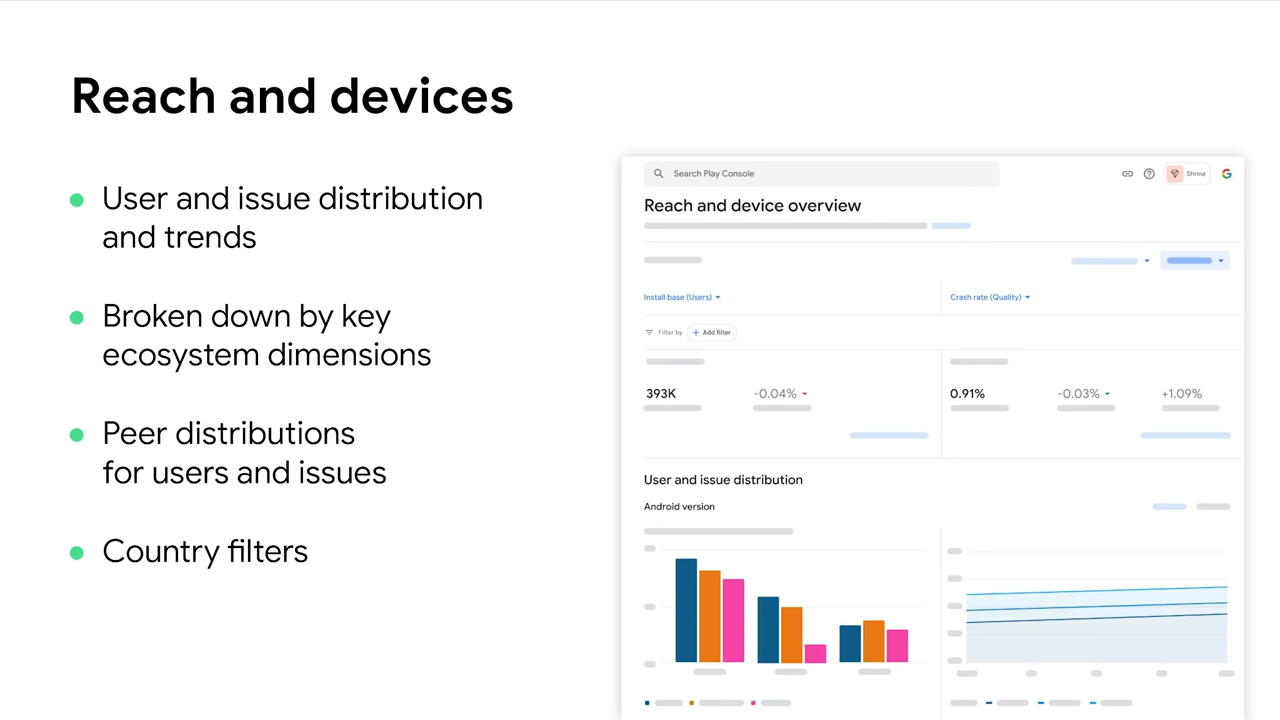 Reach and devices
User and issue distribution
and trends
Broken down by key
ecosystem dimensions
Peer distributions
for users and issues
Country filters
Search Play Console
Shrine
Reach and device overview
Install base (Users)
Crash rate (Quality)
Filter by
Add filter
393K
-0.04%
0.91%
-0.03%
+1.09%
User and issue distribution
Android version